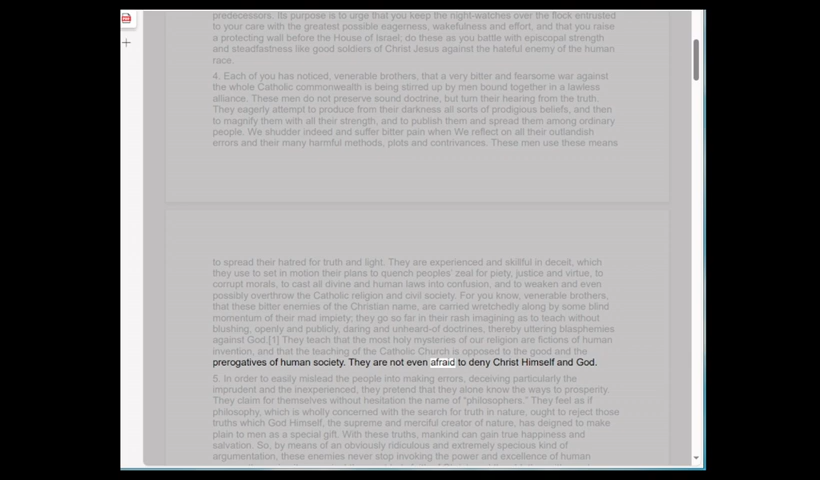 predecessors. Its purpose is to urge that you keep the night-watches over the flock entrusted
to your care with the greatest possible eagerness, wakefulness and effort, and that you raise
a protecting wall before the House of Israel; do these as you battle with episcopal strength
and steadfastness like good soldiers of Christ Jesus against the hateful enemy of the human
race.
4. Each of you has noticed, venerable brothers, that a very bitter and fearsome war against
the whole Catholic commonwealth is being stirred up by men bound together in a lawless
alliance. These men do not preserve sound doctrine, but turn their hearing from the truth.
They eagerly attempt to produce from their darkness all sorts of prodigious beliefs, and then
to magnify them with all their strength, and to publish them and spread them among ordinary
people. We shudder indeed and suffer bitter pain when We reflect on all their outlandish
errors and their many harmful methods, plots and contrivances. These men use these means
to spread their hatred for truth and light. They are experienced and skillful in deceit, which
they use to set in motion their plans to quench peoples' zeal for piety, justice and virtue, to
corrupt morals, to cast all divine and human laws into confusion, and to weaken and even
possibly overthrow the Catholic religion and civil society. For you know, venerable brothers,
that these bitter enemies of the Christian name, are carried wretchedly along by some blind
momentum of their mad impiety; they go so far in their rash imagining as to teach without
blushing, openly and publicly, daring and unheard-of doctrines, thereby uttering blasphemies
against God.[1] They teach that the most holy mysteries of our religion are fictions of human
invention, and that the teaching of the Catholic Church is opposed to the good and the
prerogatives of human society. They are not even afraid to deny Christ Himself and God.
5. In order to easily mislead the people into making errors, deceiving particularly the
imprudent and the inexperienced, they pretend that they alone know the ways to prosperity.
They claim for themselves without hesitation the name of "philosophers." They feel as if
philosophy, which is wholly concerned with the search for truth in nature, ought to reject those
truths which God Himself, the supreme and merciful creator of nature, has deigned to make
plain to men as a special gift. With these truths, mankind can gain true happiness and
salvation. So, by means of an obviously ridiculous and extremely specious kind of
argumentation, these enemies never stop invoking the power and excellence of human